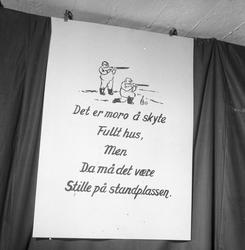 Det er moro å skyte
Fullt hus,
Men
Da må det være
Stille på standplassen.